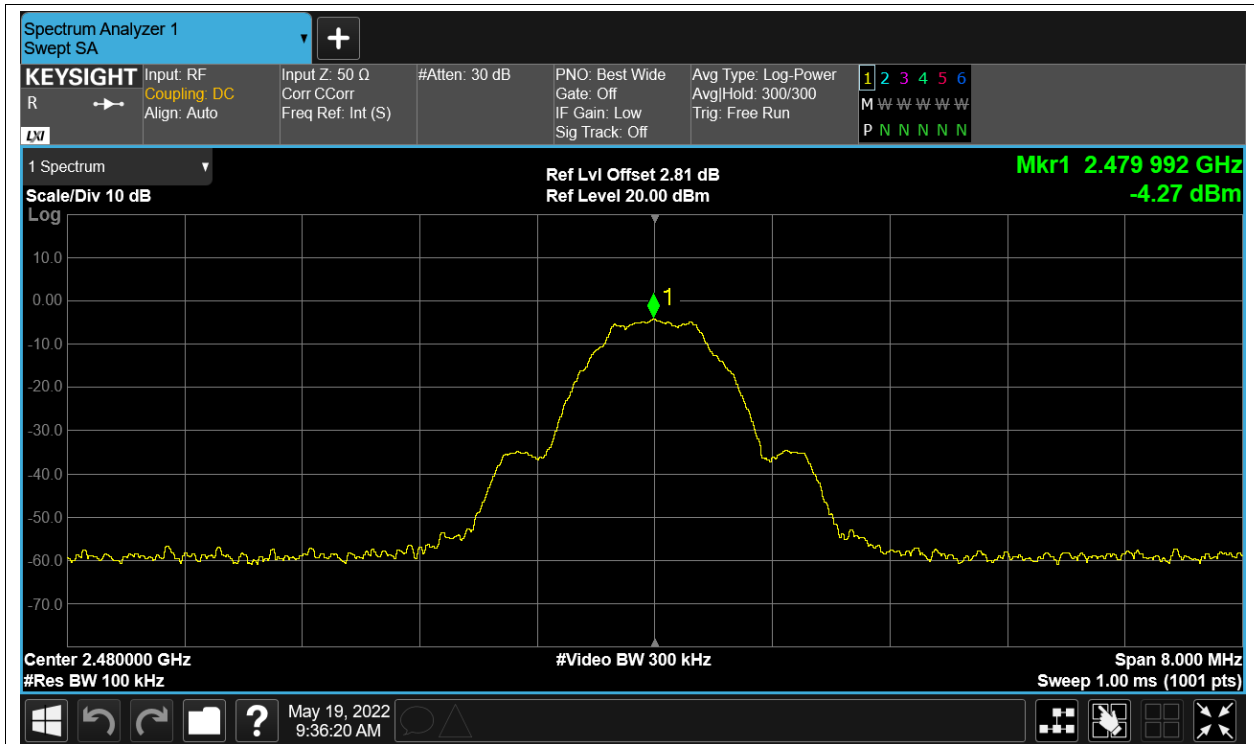 Spectrum Analyzer 1
Swept SA
KEYSIGHT
R
LXI
Input: RF
Coupling: DC
Align: Auto
Input Z: 50 Ω
Corr CCorr
Freq Ref: Int (S)
#Atten: 30 dB
PNO: Best Wide
Gate: Off
IF Gain: Low
Sig Track: Off
Avg Type: Log-Power
Avg|Hold: 300/300
Trig: Free Run
1 2 3 4 5 6
M W W W W W
P N N N N N
1 Spectrum
Scale/Div 10 dB
Log
Ref Lvl Offset 2.81 dB
Ref Level 20.00 dBm
Mkr1 2.479 992 GHz
-4.27 dBm
10.0
0.00
1
-10.0
-20.0
-30.0
-40.0
-50.0
-60.0
-70.0
Center 2.480000 GHz
#Res BW 100 kHz
#Video BW 300 kHz
Span 8.000 MHz
Sweep 1.00 ms (1001 pts)
?
May 19, 2022
9:36:20 AM